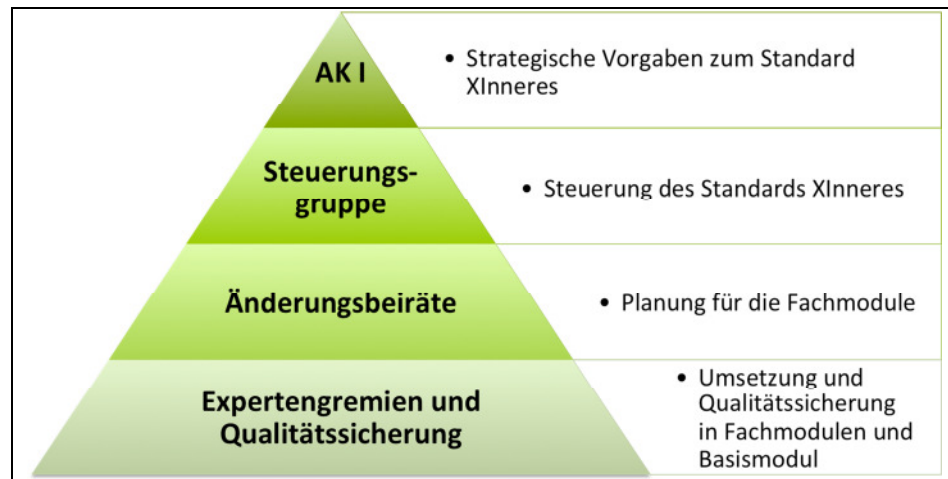 AK I
• Strategische Vorgaben zum Standard
XInneres
Steuerungs-
gruppe
• Steuerung des Standards XInneres
Änderungsbeiräte
• Planung für die Fachmodule
Expertengremien und
Qualitätssicherung
• Umsetzung und
Qualitätssicherung
in Fachmodulen und
Basismodul